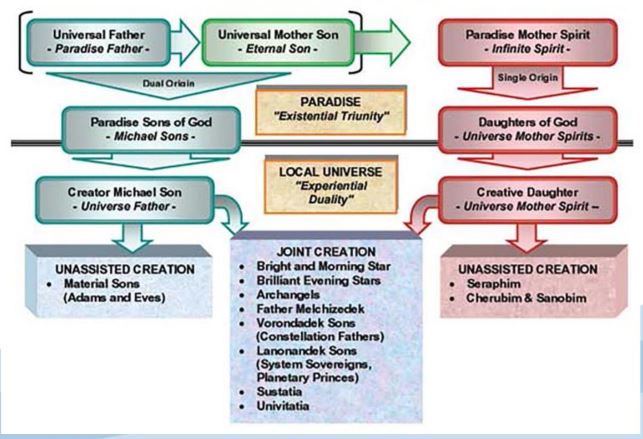 Universal Father
- Paradise Father -
Universal Mother Son
- Eternal Son -
Paradise Mother Spirit
- Infinite Spirit -
Dual Origin
Single Origin
PARADISE
"Existential Triunity"
Paradise Sons of God
- Michael Sons -
Daughters of God
- Universe Mother Spirits -
LOCAL UNIVERSE
"Experiential
Duality"
Creator Michael Son
- Universe Father -
Creative Daughter
- Universe Mother Spirit --
UNASSISTED CREATION
• Material Sons
(Adams and Eves)
JOINT CREATION
• Bright and Morning Star
• Brilliant Evening Stars
• Archangels
• Father Melchizedek
• Vorondadek Sons
(Constellation Fathers)
• Lanonandek Sons
(System Sovereigns,
Planetary Princes)
• Sustatia
• Univitatia
UNASSISTED CREATION
• Seraphim
• Cherubim & Sanobim